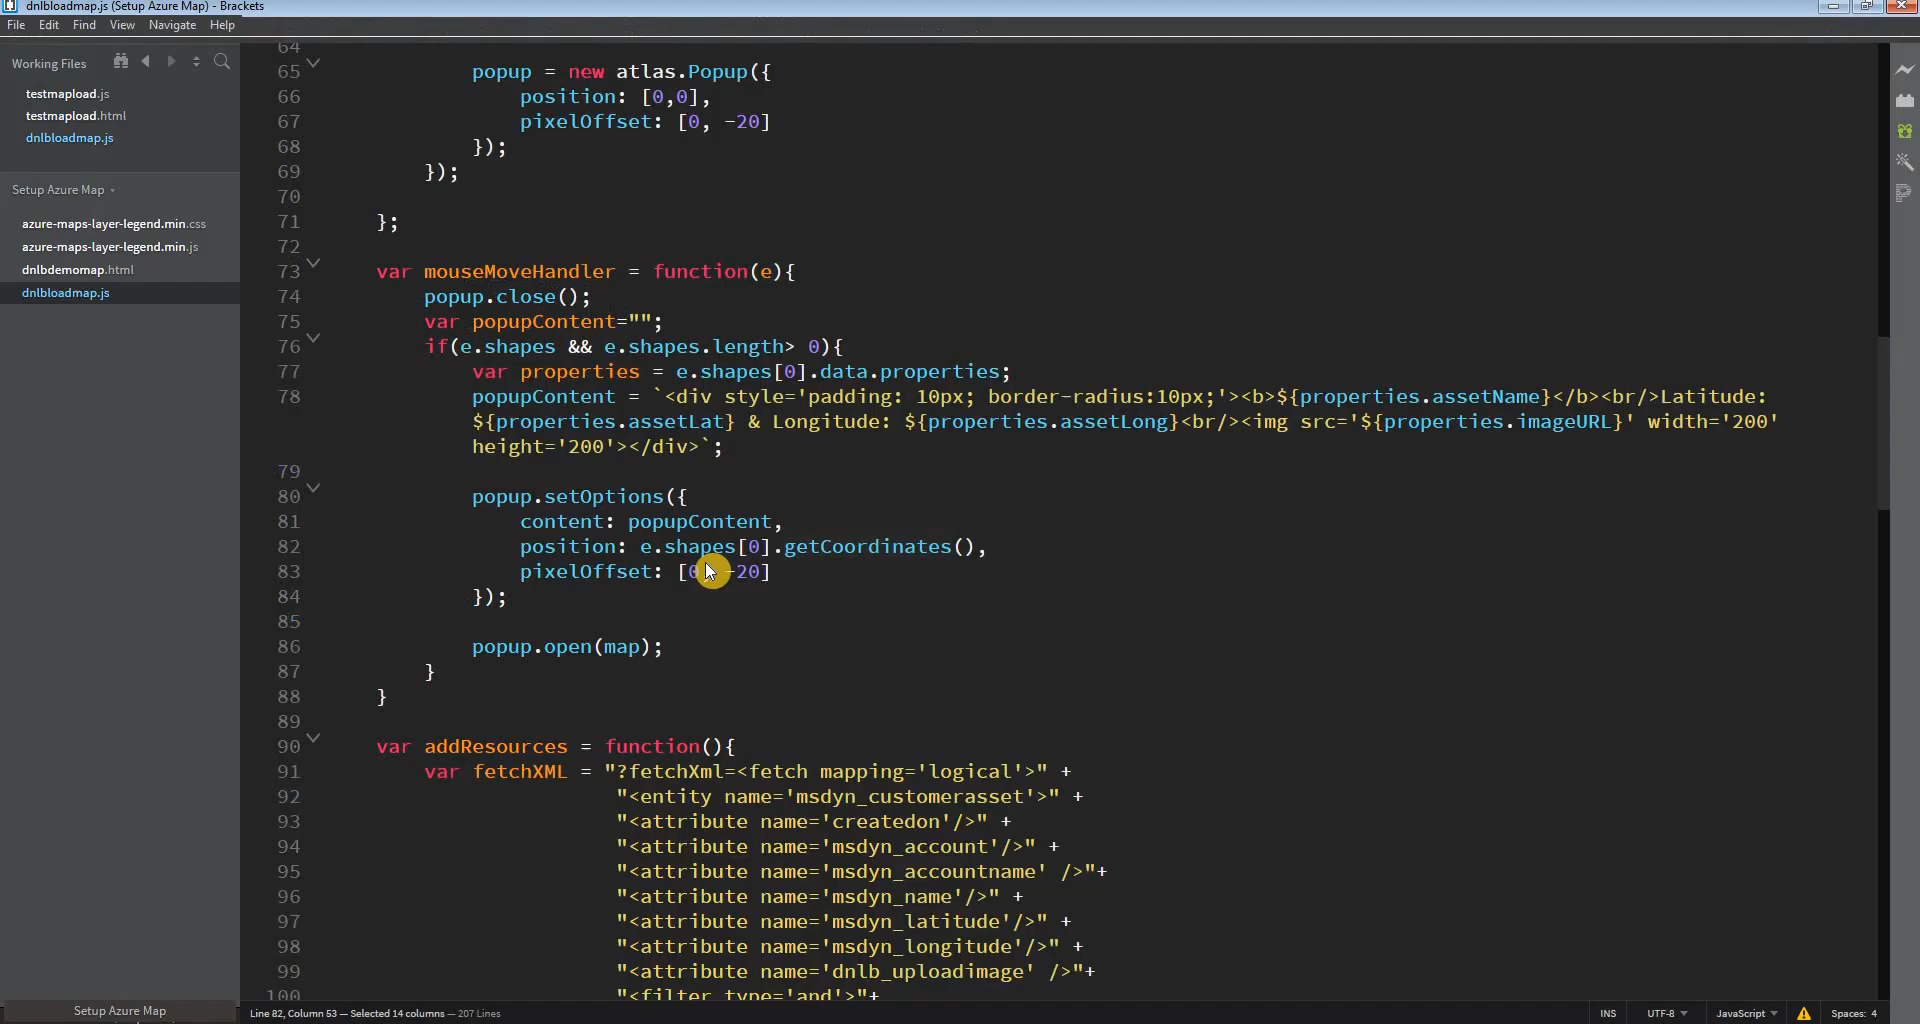 dnlbloadmap.js (Setup Azure Map) - Brackets
File Edit Find View Navigate Help
Working Files
testmapload.js
testmapload.html
dnlbloadmap.js
Setup Azure Map
azure-maps-layer-legend.min.css
azure-maps-layer-legend.min.js
dnlbdemomap.html
dnlbloadmap.js
64
65 popup = new atlas.Popup({
66 position: [0,0],
67 pixelOffset: [0, -20]
68 });
69 });
70
71 };
72
73 var mouseMoveHandler = function(e){
74 popup.close();
75 var popupContent="";
76 if(e.shapes && e.shapes.length> 0){
77 var properties = e.shapes[0].data.properties;
78 popupContent = `<div style='padding: 10px; border-radius:10px;'><b>${properties.assetName}</b><br/>Latitude:
${properties.assetLat} & Longitude: ${properties.assetLong}<br/><img src='${properties.imageURL}' width='200'
height='200'></div>`;
79
80 popup.setOptions({
81 content: popupContent,
82 position: e.shapes[0].getCoordinates(),
83 pixelOffset: [0, -20]
84 });
85
86 popup.open(map);
87 }
88 }
89
90 var addResources = function(){
91 var fetchXML = "?fetchXml=<fetch mapping='logical'>" +
92 "<entity name='msdyn_customerasset'>" +
93 "<attribute name='createdon'/>" +
94 "<attribute name='msdyn_account'/>" +
95 "<attribute name='msdyn_accountname' />"+
96 "<attribute name='msdyn_name'/>" +
97 "<attribute name='msdyn_latitude'/>" +
98 "<attribute name='msdyn_longitude'/>" +
99 "<attribute name='dnlb_uploadimage' />"+
100 "<filter type='and'>"+
Setup Azure Map
Line 82, Column 53 — Selected 14 columns — 207 Lines
INS UTF-8 JavaScript Spaces: 4